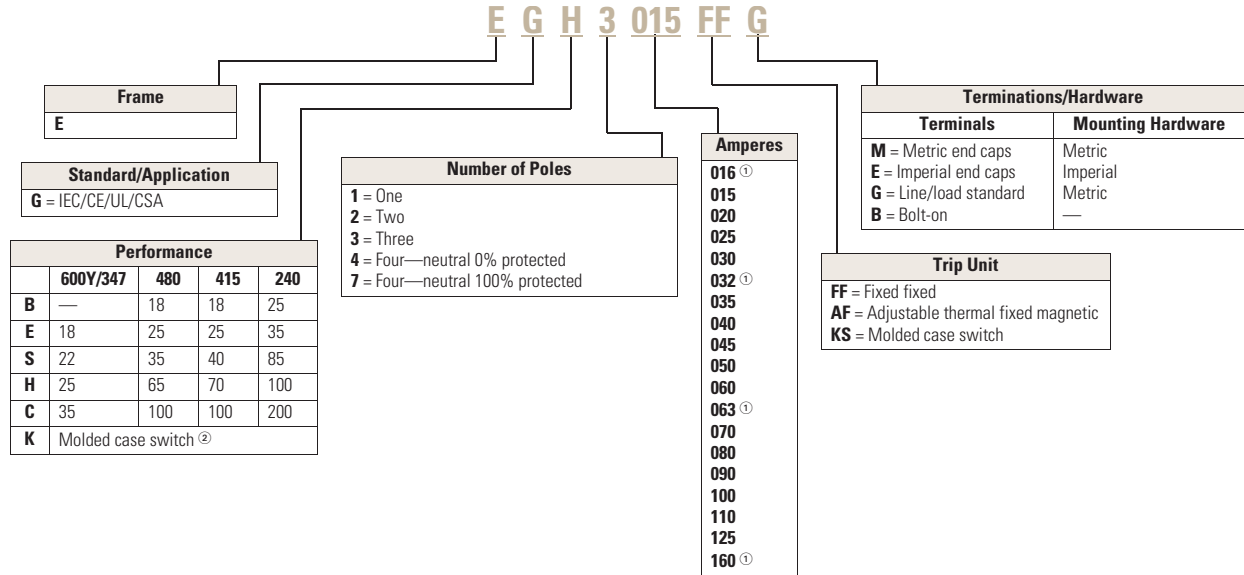 E G H 3 015 FF G
Frame
E
Standard/Application
G = IEC/CE/UL/CSA
Performance
600Y/347 480 415 240
B — 18 18 25
E 18 25 25 35
S 22 35 40 85
H 25 65 70 100
C 35 100 100 200
K Molded case switch ②
Number of Poles
1 = One
2 = Two
3 = Three
4 = Four—neutral 0% protected
7 = Four—neutral 100% protected
Amperes
016 ①
015
020
025
030
032 ①
035
040
045
050
060
063 ①
070
080
090
100
110
125
160 ①
Terminations/Hardware
Terminals Mounting Hardware
M = Metric end caps Metric
E = Imperial end caps Imperial
G = Line/load standard Metric
B = Bolt-on —
Trip Unit
FF = Fixed fixed
AF = Adjustable thermal fixed magnetic
KS = Molded case switch